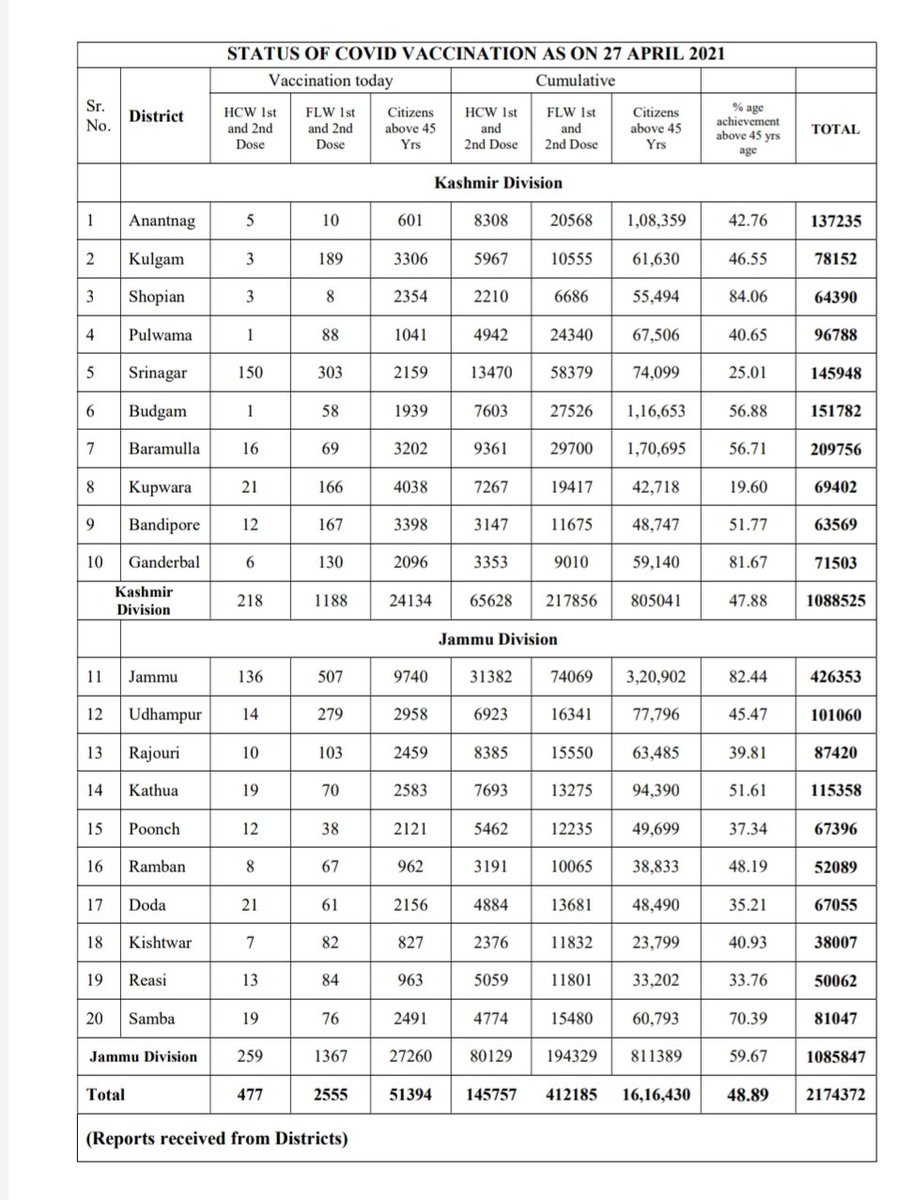 STATUS OF COVID VACCINATION AS ON 27 APRIL 2021
Sr. No. District Vaccination today Cumulative % age achievement above 45 yrs age TOTAL
HCW 1st and 2nd Dose FLW 1st and 2nd Dose Citizens above 45 Yrs HCW 1st and 2nd Dose FLW 1st and 2nd Dose Citizens above 45 Yrs
Kashmir Division
1 Anantnag 5 10 601 8308 20568 1,08,359 42.76 137235
2 Kulgam 3 189 3306 5967 10555 61,630 46.55 78152
3 Shopian 3 8 2354 2210 6686 55,494 84.06 64390
4 Pulwama 1 88 1041 4942 24340 67,506 40.65 96788
5 Srinagar 150 303 2159 13470 58379 74,099 25.01 145948
6 Budgam 1 58 1939 7603 27526 1,16,653 56.88 151782
7 Baramulla 16 69 3202 9361 29700 1,70,695 56.71 209756
8 Kupwara 21 166 4038 7267 19417 42,718 19.60 69402
9 Bandipore 12 167 3398 3147 11675 48,747 51.77 63569
10 Ganderbal 6 130 2096 3353 9010 59,140 81.67 71503
Kashmir Division 218 1188 24134 65628 217856 805041 47.88 1088525
Jammu Division
11 Jammu 136 507 9740 31382 74069 3,20,902 82.44 426353
12 Udhampur 14 279 2958 6923 16341 77,796 45.47 101060
13 Rajouri 10 103 2459 8385 15550 63,485 39.81 87420
14 Kathua 19 70 2583 7693 13275 94,390 51.61 115358
15 Poonch 12 38 2121 5462 12235 49,699 37.34 67396
16 Ramban 8 67 962 3191 10065 38,833 48.19 52089
17 Doda 21 61 2156 4884 13681 48,490 35.21 67055
18 Kishtwar 7 82 827 2376 11832 23,799 40.93 38007
19 Reasi 13 84 963 5059 11801 33,202 33.76 50062
20 Samba 19 76 2491 4774 15480 60,793 70.39 81047
Jammu Division 259 1367 27260 80129 194329 811389 59.67 1085847
Total 477 2555 51394 145757 412185 16,16,430 48.89 2174372
(Reports received from Districts)